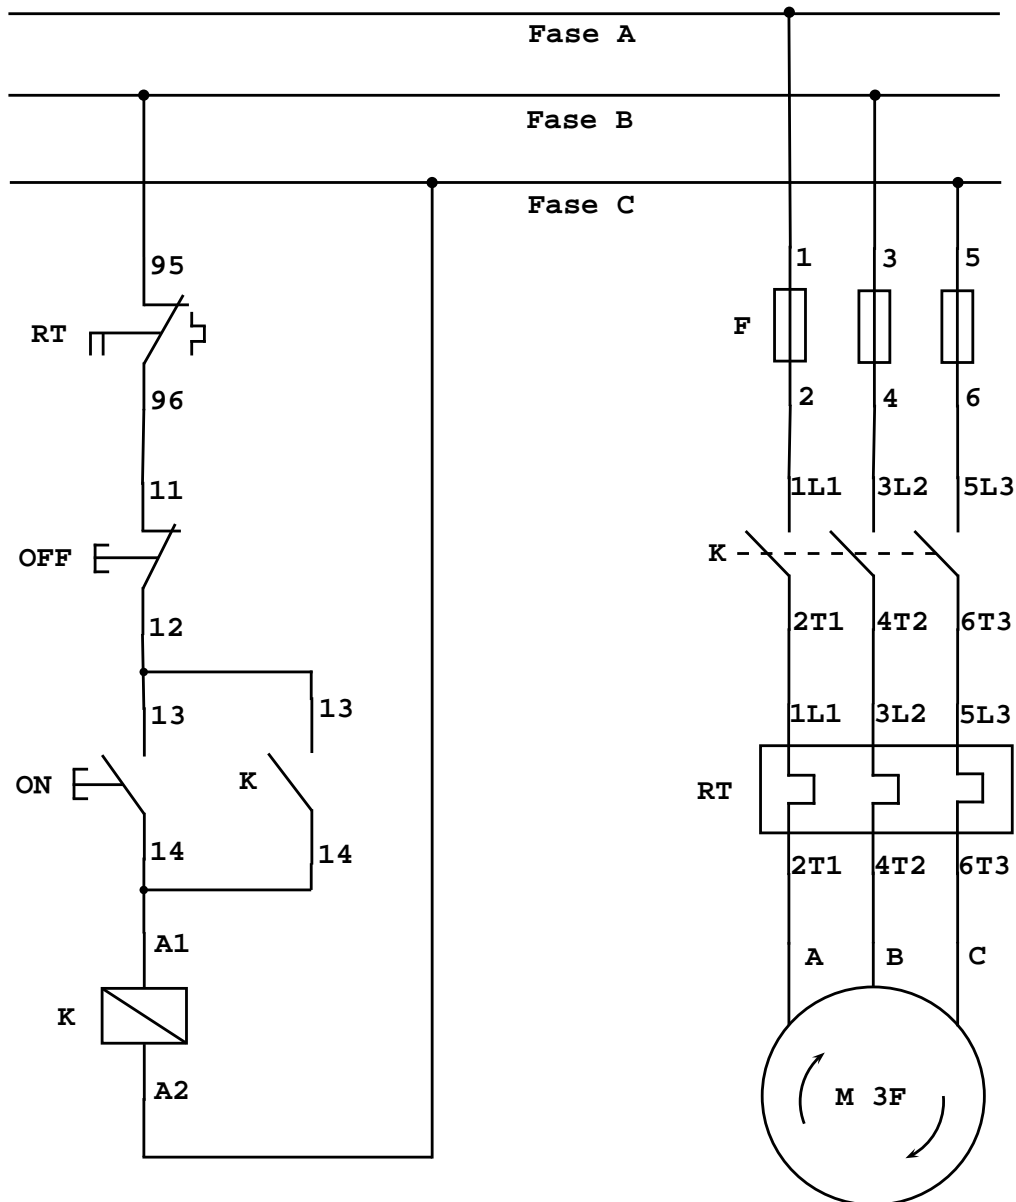 Fase A
Fase B
Fase C
95
RT
96
11
OFF
12
13
13
ON
K
14
14
A1
K
A2
1 3 5
F
2 4 6
1L1 3L2 5L3
K
2T1 4T2 6T3
1L1 3L2 5L3
RT
2T1 4T2 6T3
A B C
M 3F